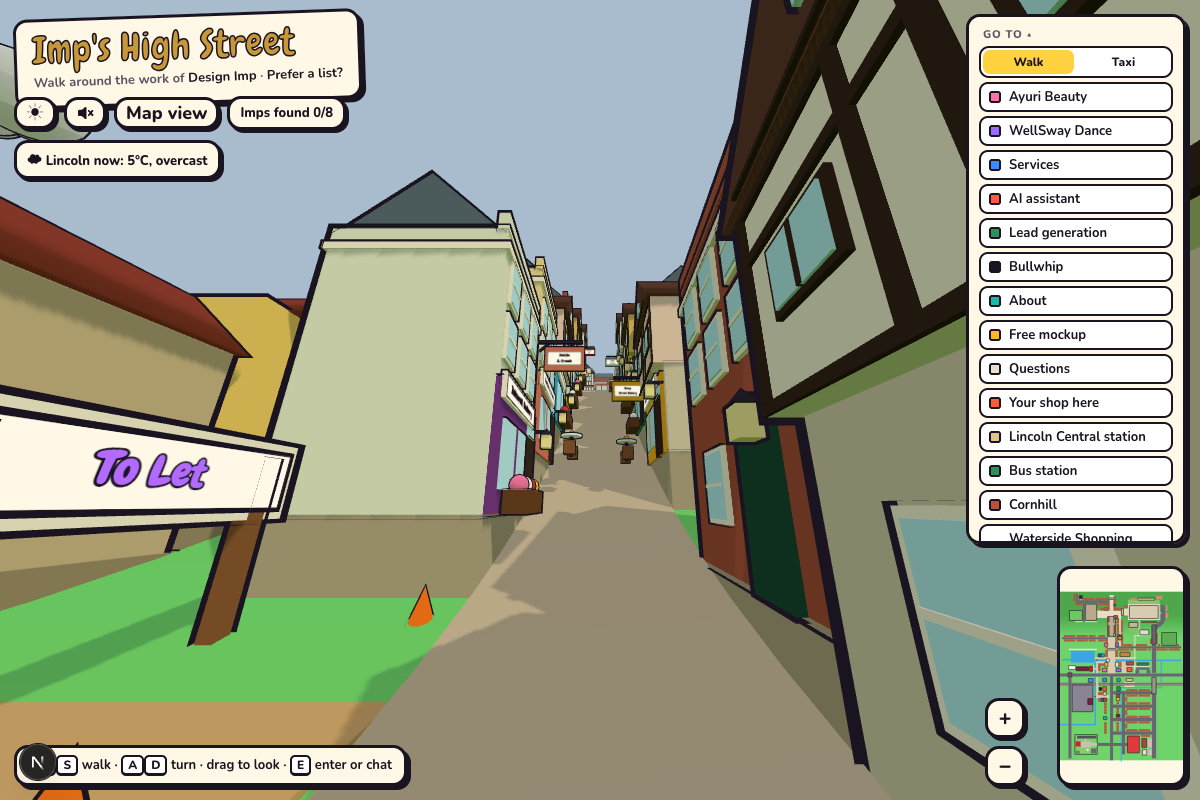 Imp's High Street
Walk around the work of Design Imp · Prefer a list?
Map view
Imps found 0/8
Lincoln now: 5°C, overcast
GO TO
Walk
Taxi
Ayuri Beauty
WellSway Dance
Services
AI assistant
Lead generation
Bullwhip
About
Free mockup
Questions
Your shop here
Lincoln Central station
Bus station
Cornhill
Waterside Shopping
To Let
N
S walk · A D turn · drag to look · E enter or chat
+
−